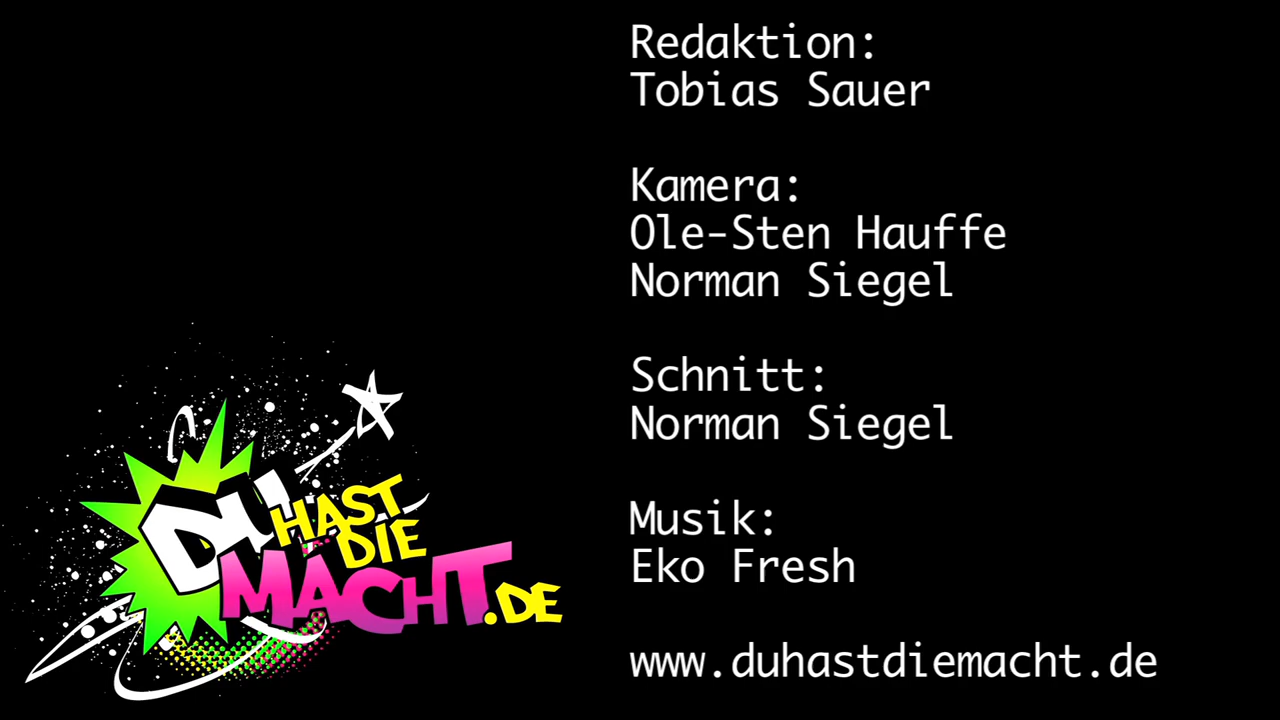 Redaktion:
Tobias Sauer
Kamera:
Ole-Sten Hauffe
Norman Siegel
Schnitt:
Norman Siegel
Musik:
Eko Fresh
www.duhastdiemacht.de
DU
HAST
DIE
MACHT.DE